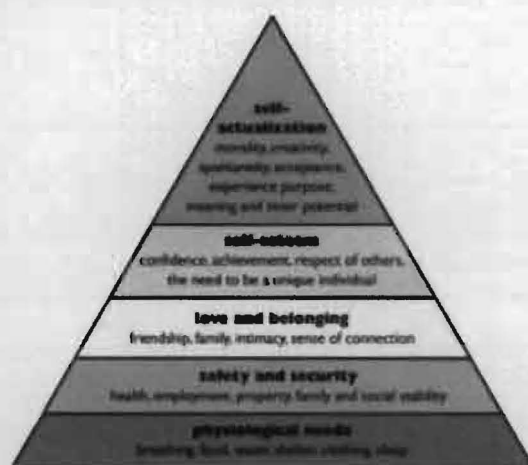 self-
actualization
morality, creativity,
spontaneity, acceptance,
experience purpose,
meaning and inner potential
self-esteem
confidence, achievement, respect of others,
the need to be a unique individual
love and belonging
friendship, family, intimacy, sense of connection
safety and security
health, employment, property, family and social stability
physiological needs
breathing, food, water, shelter, clothing, sleep